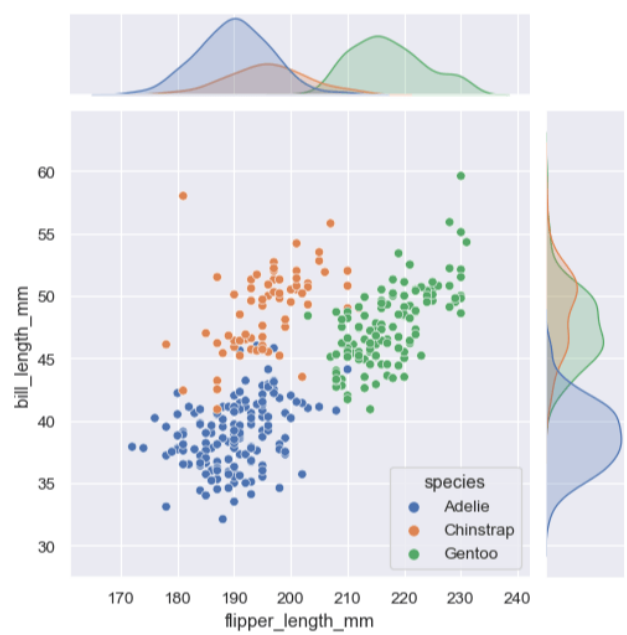 60
55
50
45
40
35
30
bill_length_mm
species
Adelie
Chinstrap
Gentoo
170 180 190 200 210 220 230 240
flipper_length_mm